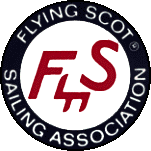 FLYING SCOT
©
FS
SAILING ASSOCIATION